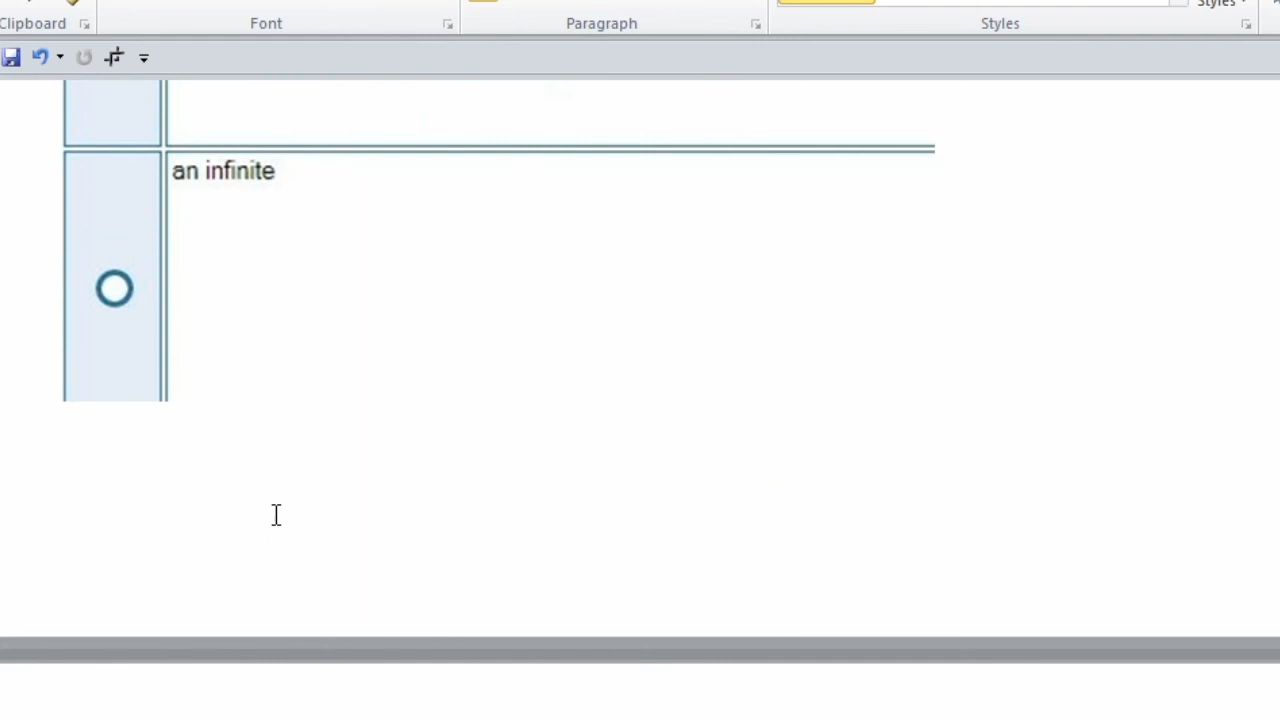 Clipboard
Font
Paragraph
Styles
Styles
an infinite